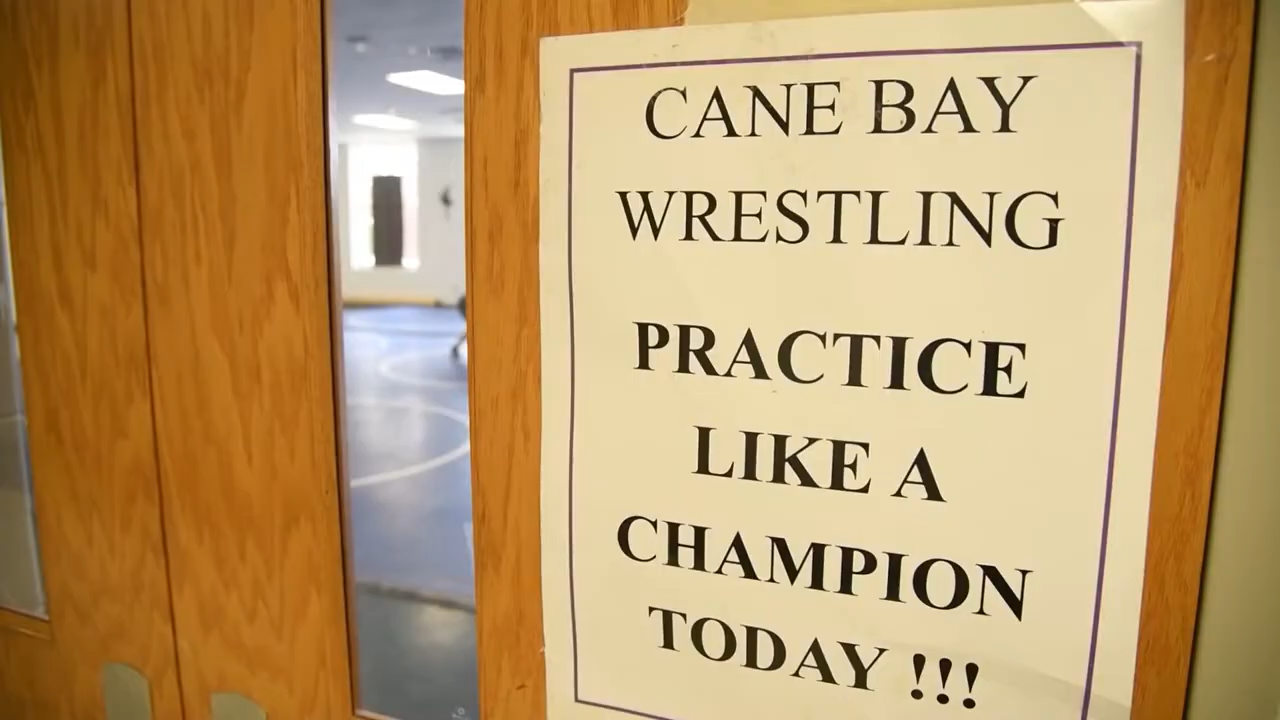 CANE BAY
WRESTLING
PRACTICE
LIKE A
CHAMPION
TODAY !!!